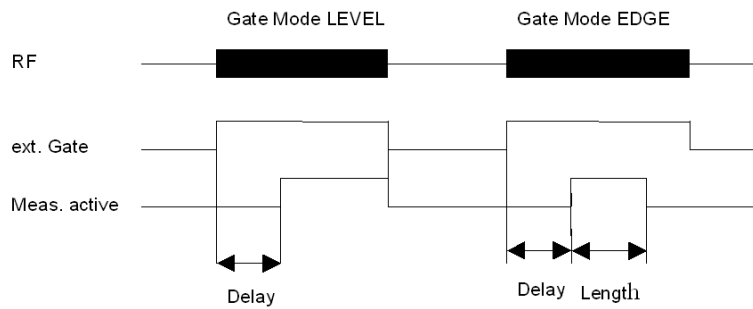 Gate Mode LEVEL Gate Mode EDGE
RF
ext. Gate
Meas. active
Delay Delay Length